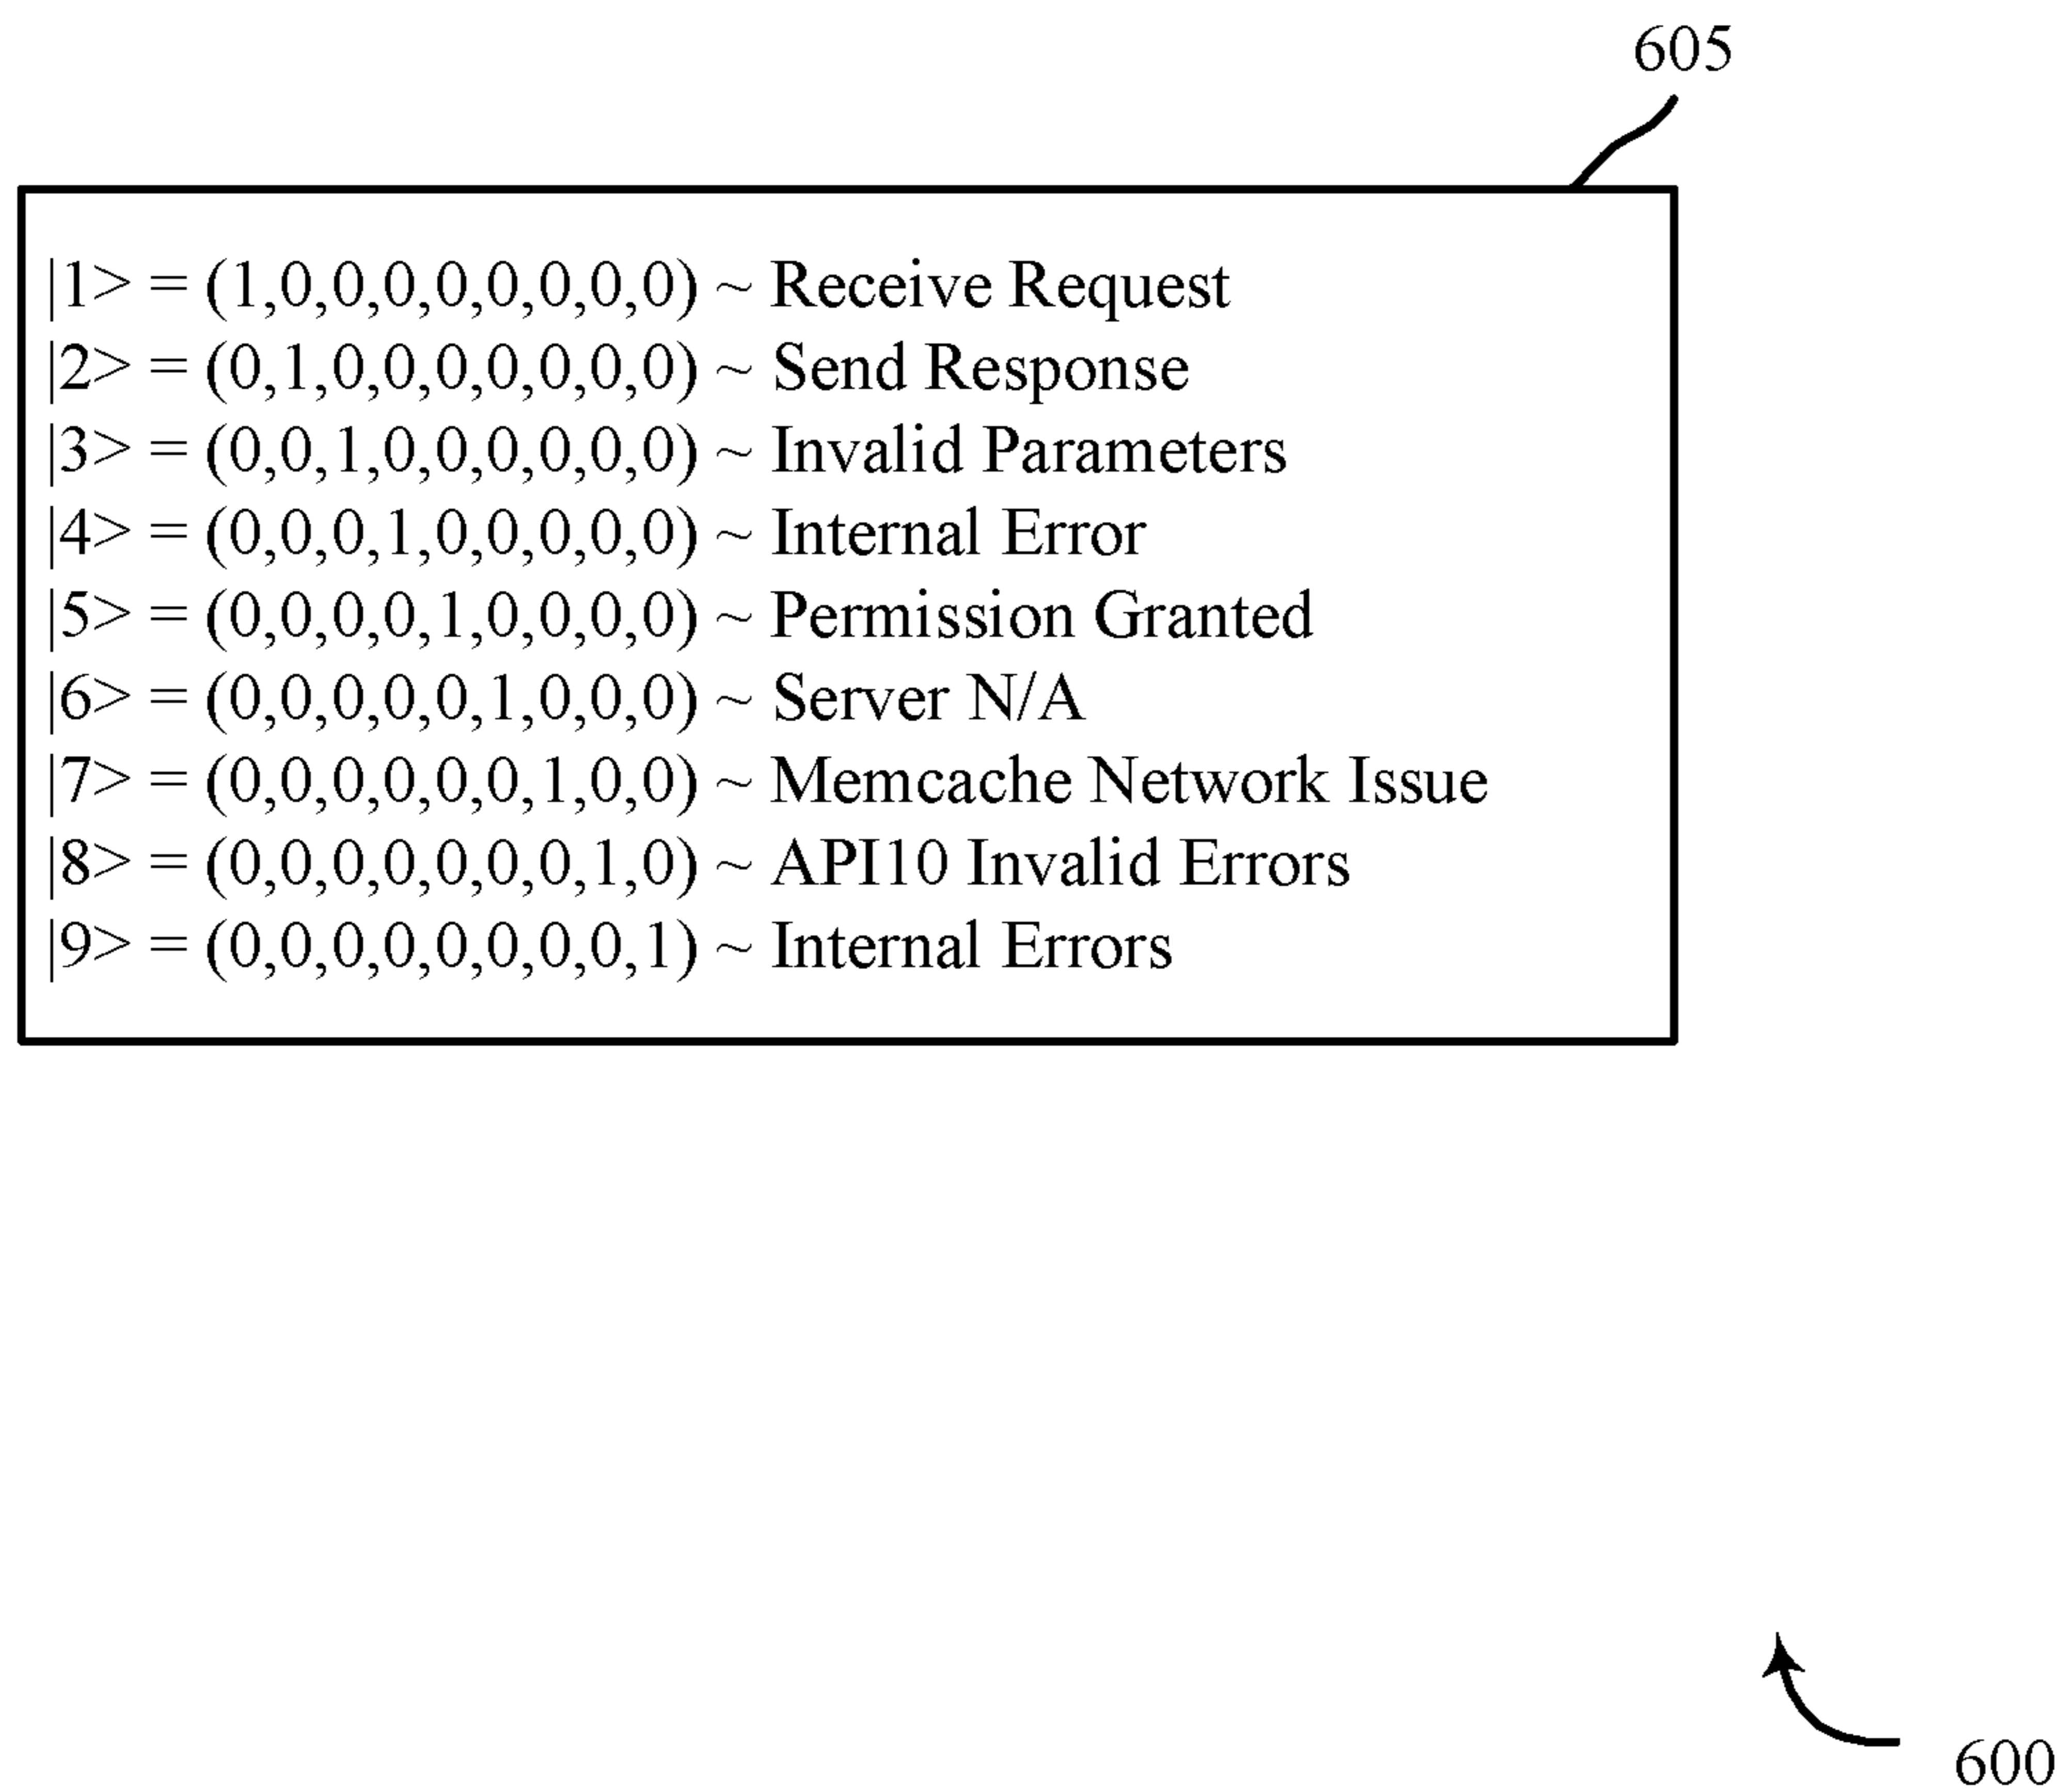 605
|1> = (1,0,0,0,0,0,0,0,0) ~ Receive Request
|2> = (0,1,0,0,0,0,0,0,0) ~ Send Response
|3> = (0,0,1,0,0,0,0,0,0) ~ Invalid Parameters
|4> = (0,0,0,1,0,0,0,0,0) ~ Internal Error
|5> = (0,0,0,0,1,0,0,0,0) ~ Permission Granted
|6> = (0,0,0,0,0,1,0,0,0) ~ Server N/A
|7> = (0,0,0,0,0,0,1,0,0) ~ Memcache Network Issue
|8> = (0,0,0,0,0,0,0,1,0) ~ API10 Invalid Errors
|9> = (0,0,0,0,0,0,0,0,1) ~ Internal Errors
600